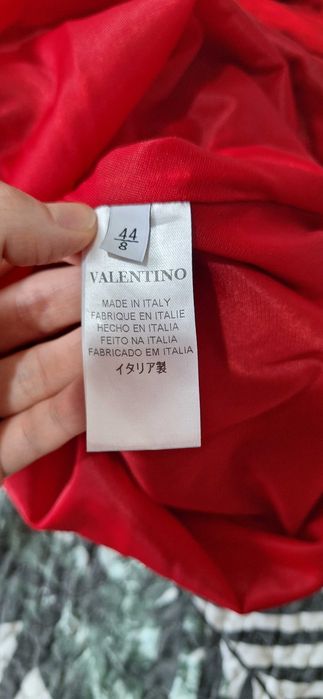 44
8
VALENTINO
MADE IN ITALY
FABRIQUE EN ITALIE
HECHO EN ITALIA
FEITO NA ITALIA
FABRICADO EM ITALIA
イタリア製